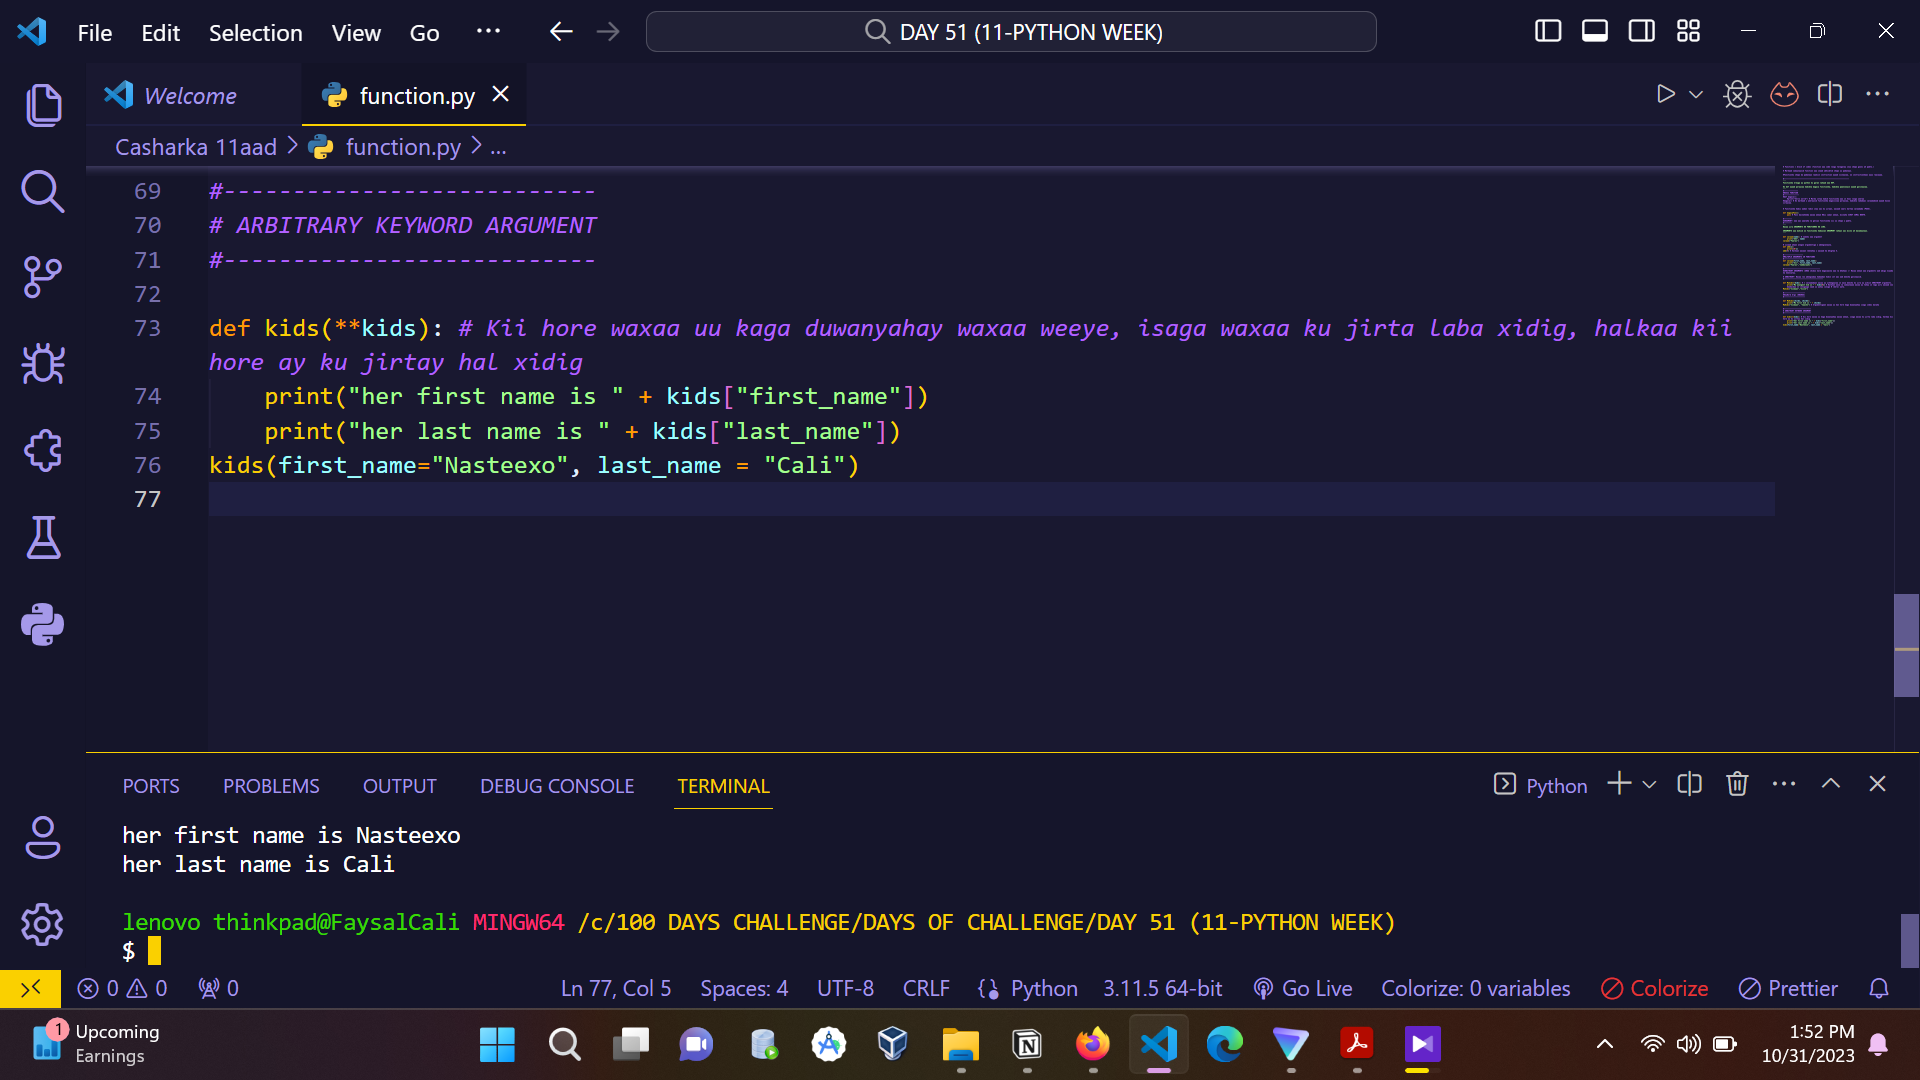 File Edit Selection View Go ··· DAY 51 (11-PYTHON WEEK)
Welcome function.py
Casharka 11aad > function.py > ...
69 #---------------------------
70 # ARBITRARY KEYWORD ARGUMENT
71 #---------------------------
72
73 def kids(**kids): # Kii hore waxaa uu kaga duwanyahay waxaa weeye, isaga waxaa ku jirta laba xidig, halkaa kii
hore ay ku jirtay hal xidig
74 print("her first name is " + kids["first_name"])
75 print("her last name is " + kids["last_name"])
76 kids(first_name="Nasteexo", last_name = "Cali")
77
PORTS PROBLEMS OUTPUT DEBUG CONSOLE TERMINAL Python
her first name is Nasteexo
her last name is Cali
lenovo thinkpad@FaysalCali MINGW64 /c/100 DAYS CHALLENGE/DAYS OF CHALLENGE/DAY 51 (11-PYTHON WEEK)
$
0 0 0 Ln 77, Col 5 Spaces: 4 UTF-8 CRLF Python 3.11.5 64-bit Go Live Colorize: 0 variables Colorize Prettier
1 Upcoming
Earnings
1:52 PM
10/31/2023